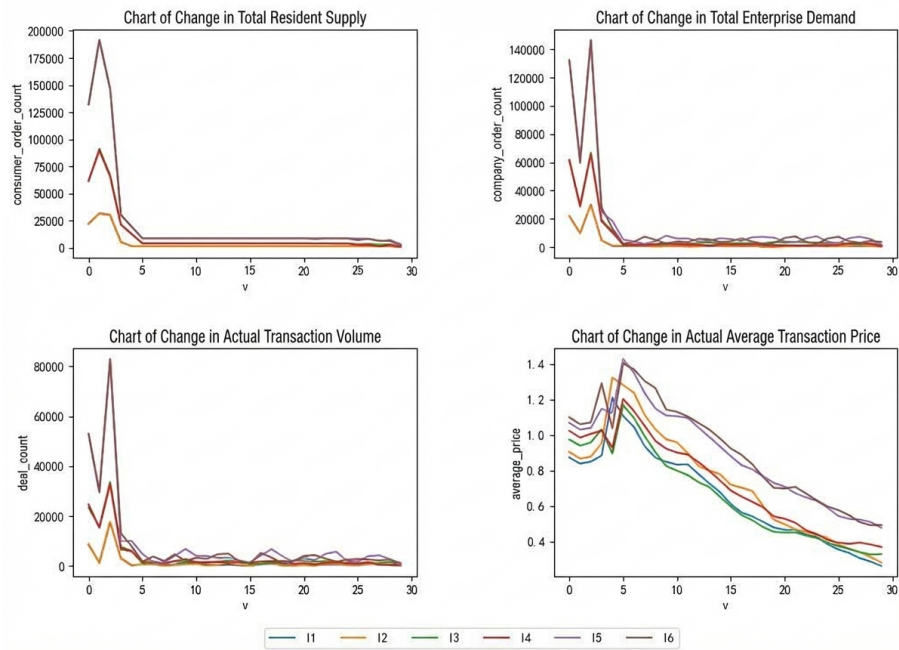 Chart of Change in Total Resident Supply
consumer_order_count
200000
175000
150000
125000
100000
75000
50000
25000
0
0 5 10 15 20 25 30
v
Chart of Change in Total Enterprise Demand
company_order_count
140000
120000
100000
80000
60000
40000
20000
0
0 5 10 15 20 25 30
v
Chart of Change in Actual Transaction Volume
deal_count
80000
60000
40000
20000
0
0 5 10 15 20 25 30
v
Chart of Change in Actual Average Transaction Price
average_price
1.4
1.2
1.0
0.8
0.6
0.4
0 5 10 15 20 25 30
v
I1 I2 I3 I4 I5 I6